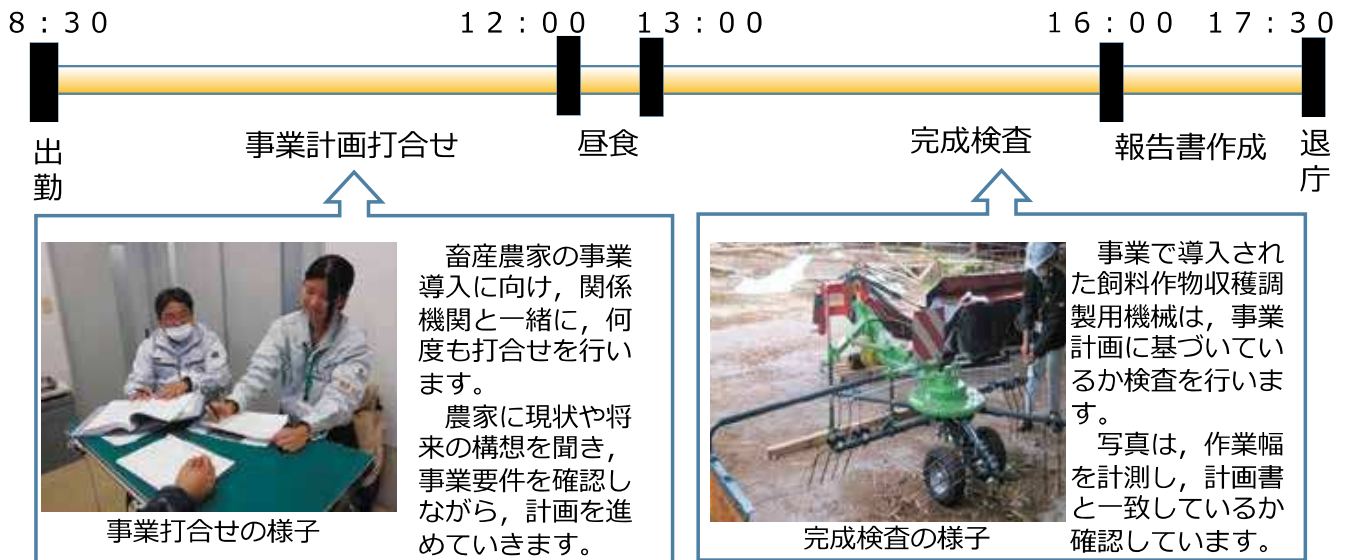 8:30 12:00 13:00 16:00 17:30
出勤
事業計画打合せ
昼食
完成検査
報告書作成
退庁
畜産農家の事業
導入に向け，関係
機関と一緒に，何
度も打合せを行い
ます。
農家に現状や将
来の構想を聞き，
事業要件を確認し
ながら，計画を進
めていきます。
事業打合せの様子
事業で導入され
た飼料作物収穫調
製用機械は，事業
計画に基づいてい
るか検査を行いま
す。
写真は，作業幅
を計測し，計画書
と一致しているか
確認しています。
完成検査の様子